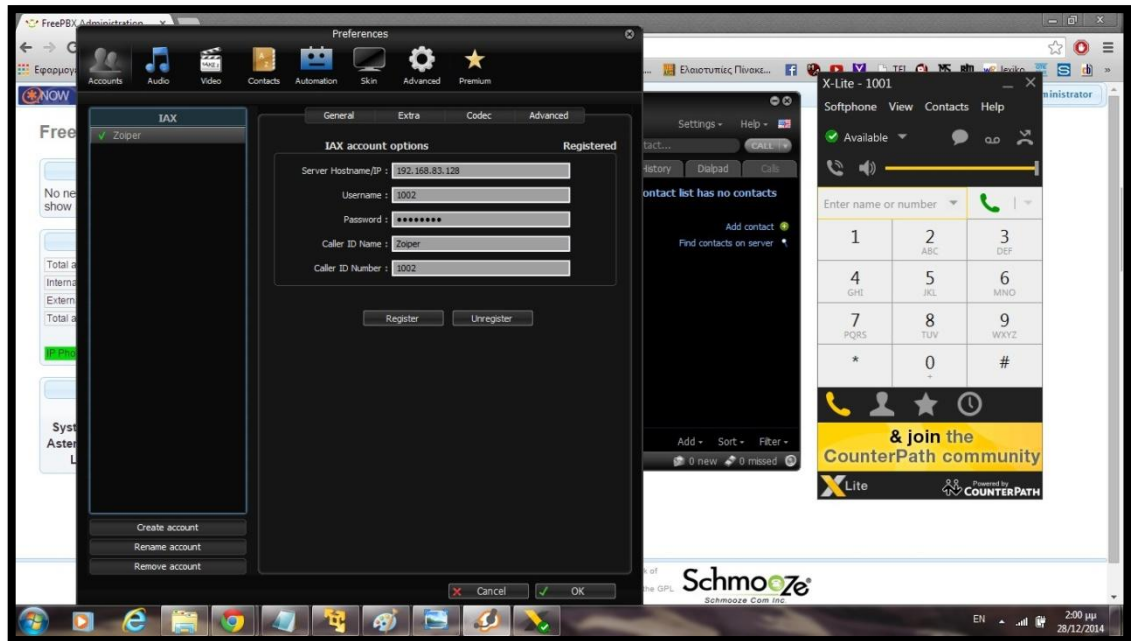 FreePBX Administration
Preferences
Accounts Audio Video Contacts Automation Skin Advanced Premium
IAX
Zoiper
General Extra Codec Advanced
IAX account options Registered
Server Hostname/IP : 192.168.83.128
Username : 1002
Password : ••••••••
Caller ID Name : Zoiper
Caller ID Number : 1002
Register Unregister
Create account
Rename account
Remove account
Cancel OK
Settings Help
CALL
Dialpad Calls
contact list has no contacts
Add contact
Find contacts on server
Add Sort Filter
0 new 0 missed
X-Lite - 1001
Softphone View Contacts Help
Available
Enter name or number
1 2 3
ABC DEF
4 5 6
GHI JKL MNO
7 8 9
PQRS TUV WXYZ
* 0 #
+
& join the
CounterPath community
X Lite Powered by COUNTERPATH
NOW
Free
No ne
show
Total a
Interna
Extern
Total a
IP Pho
Syst
Aster
L
ministrator
the GPL
Schmooze
Schmooze Com Inc.
EN 2:00 μμ
28/12/2014